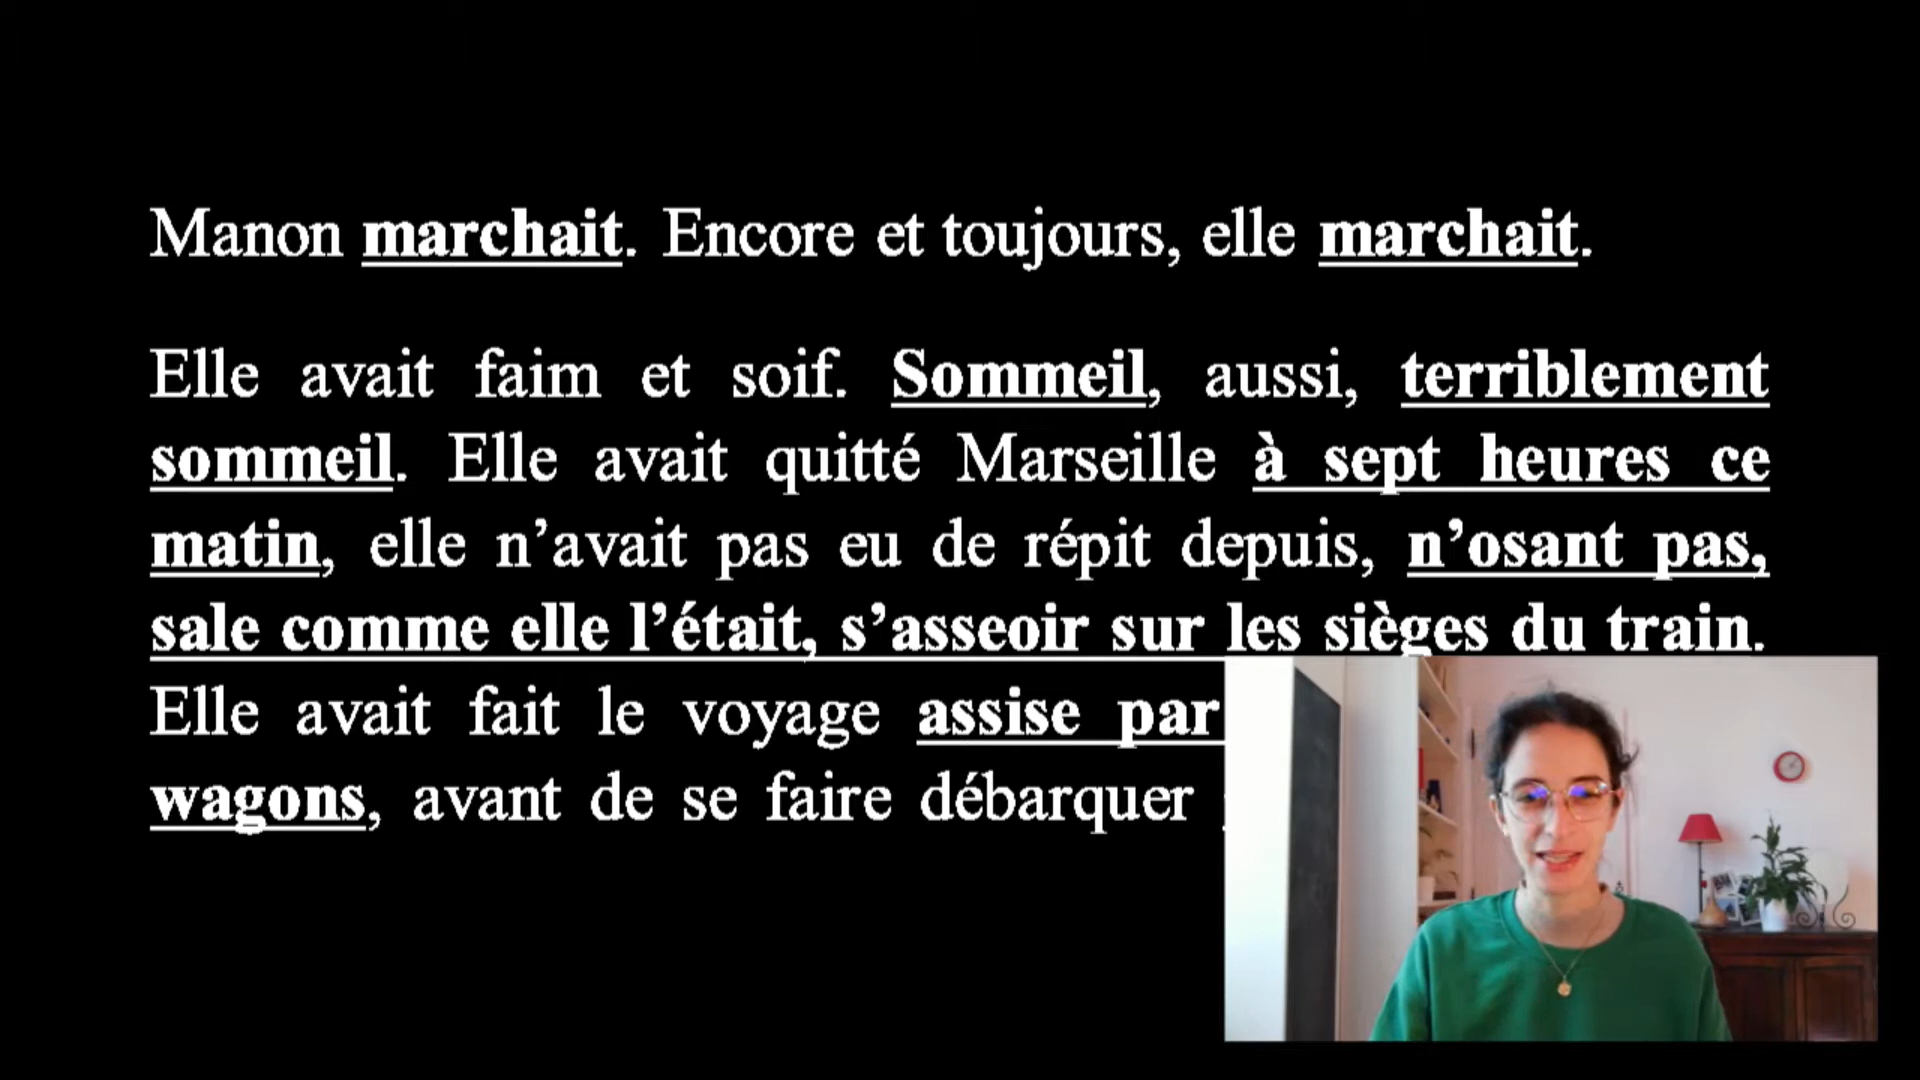 Manon marchait. Encore et toujours, elle marchait.
Elle avait faim et soif. Sommeil, aussi, terriblement
sommeil. Elle avait quitté Marseille à sept heures ce
matin, elle n’avait pas eu de répit depuis, n’osant pas,
sale comme elle l’était, s’asseoir sur les sièges du train.
Elle avait fait le voyage assise par
wagons, avant de se faire débarquer